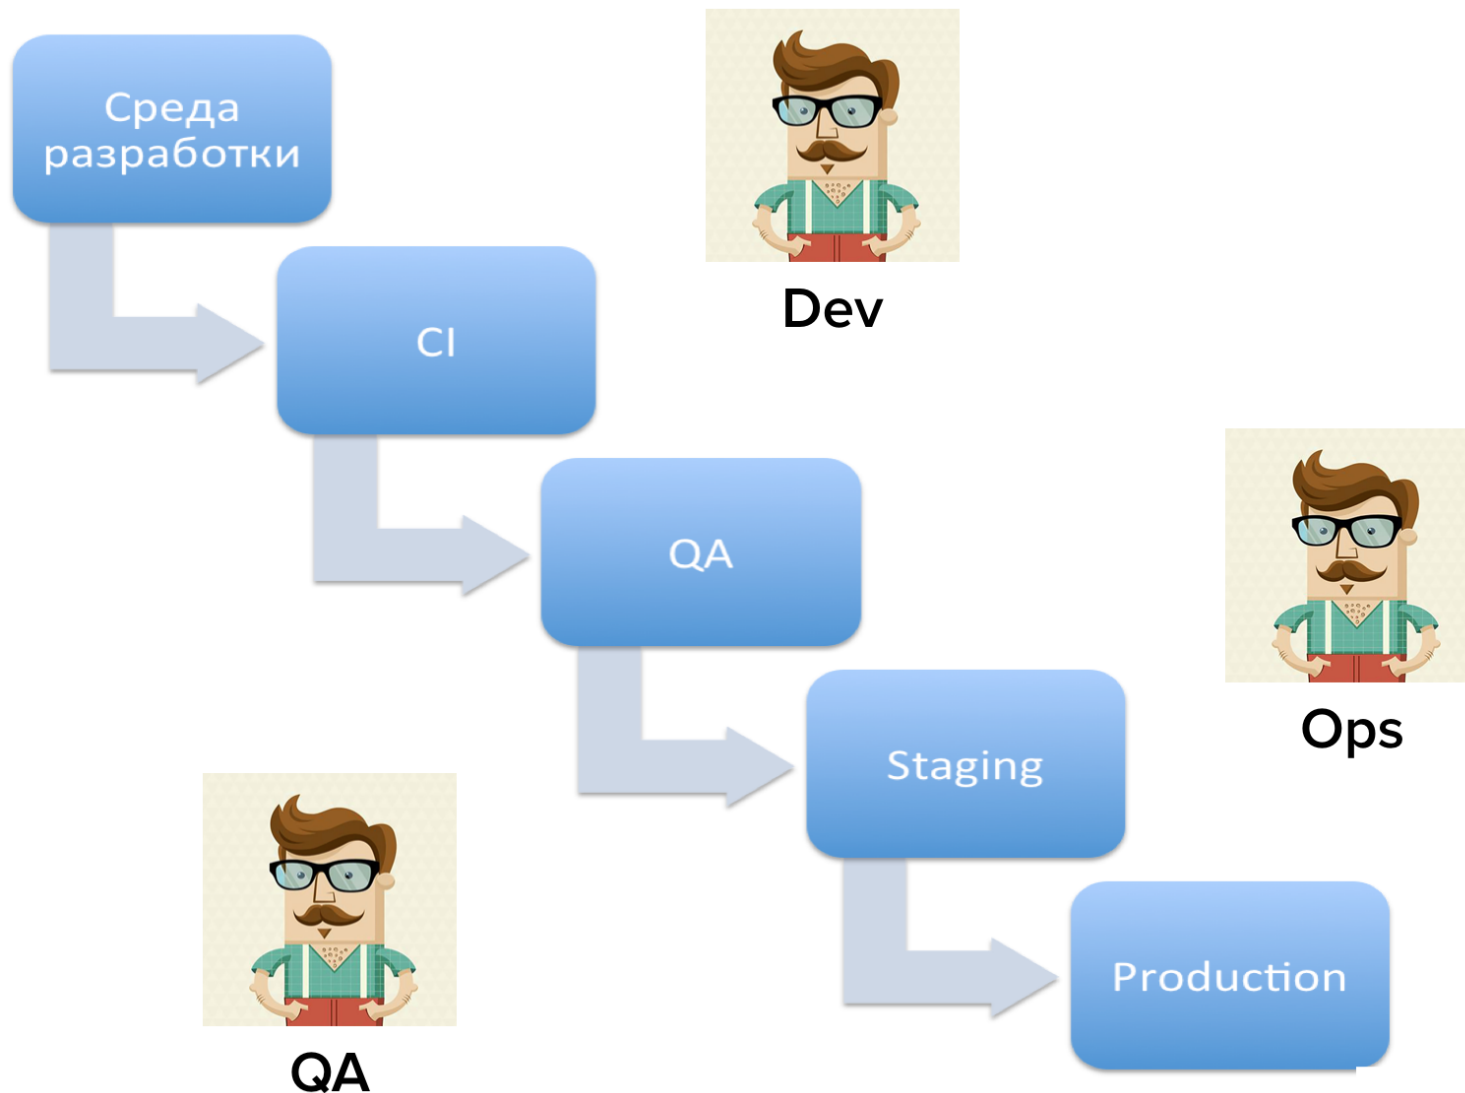 Среда
разработки
Dev
CI
QA
Ops
Staging
Production
QA